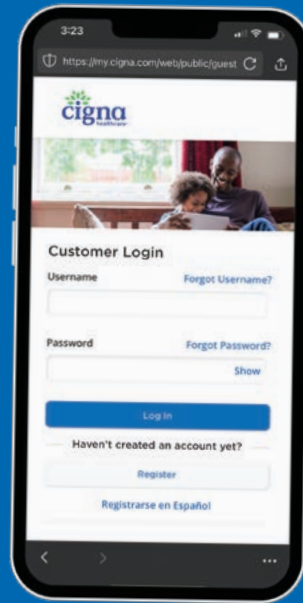 3:23
https://my.cigna.com/web/public/guest
cigna
healthcare
Customer Login
Username Forgot Username?
Password Forgot Password?
Show
Log In
Haven't created an account yet?
Register
Registrarse en Español